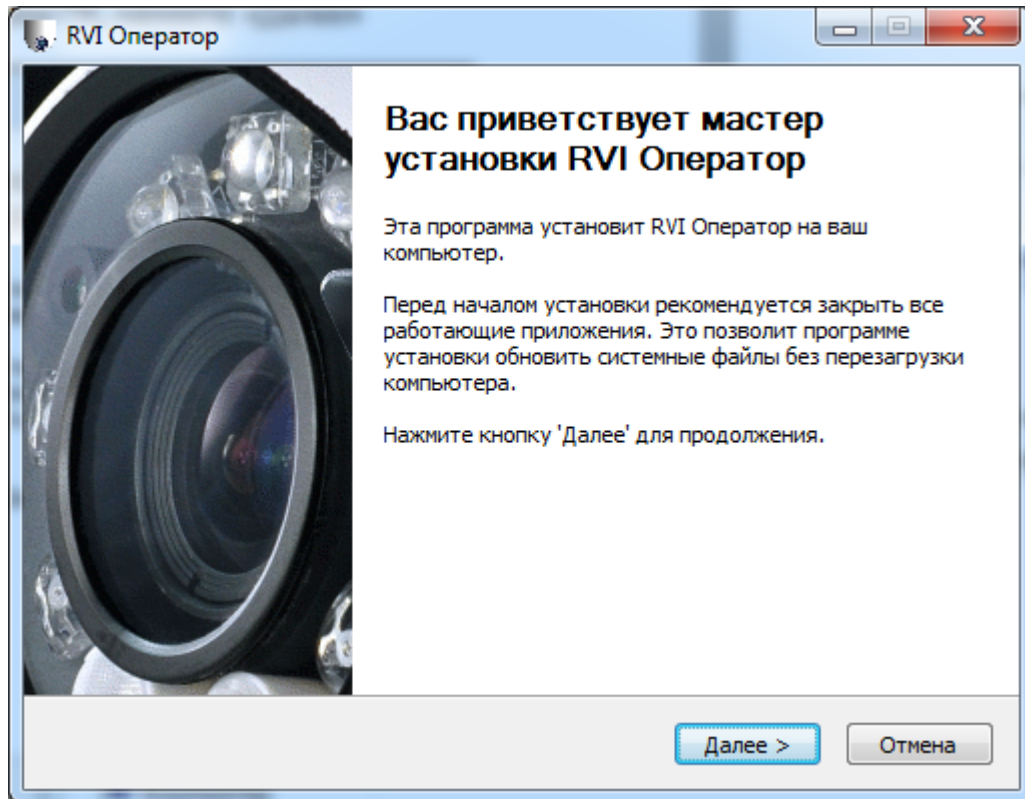 RVI Оператор
Вас приветствует мастер
установки RVI Оператор
Эта программа установит RVI Оператор на ваш
компьютер.
Перед началом установки рекомендуется закрыть все
работающие приложения. Это позволит программе
установки обновить системные файлы без перезагрузки
компьютера.
Нажмите кнопку 'Далее' для продолжения.
Далее >
Отмена